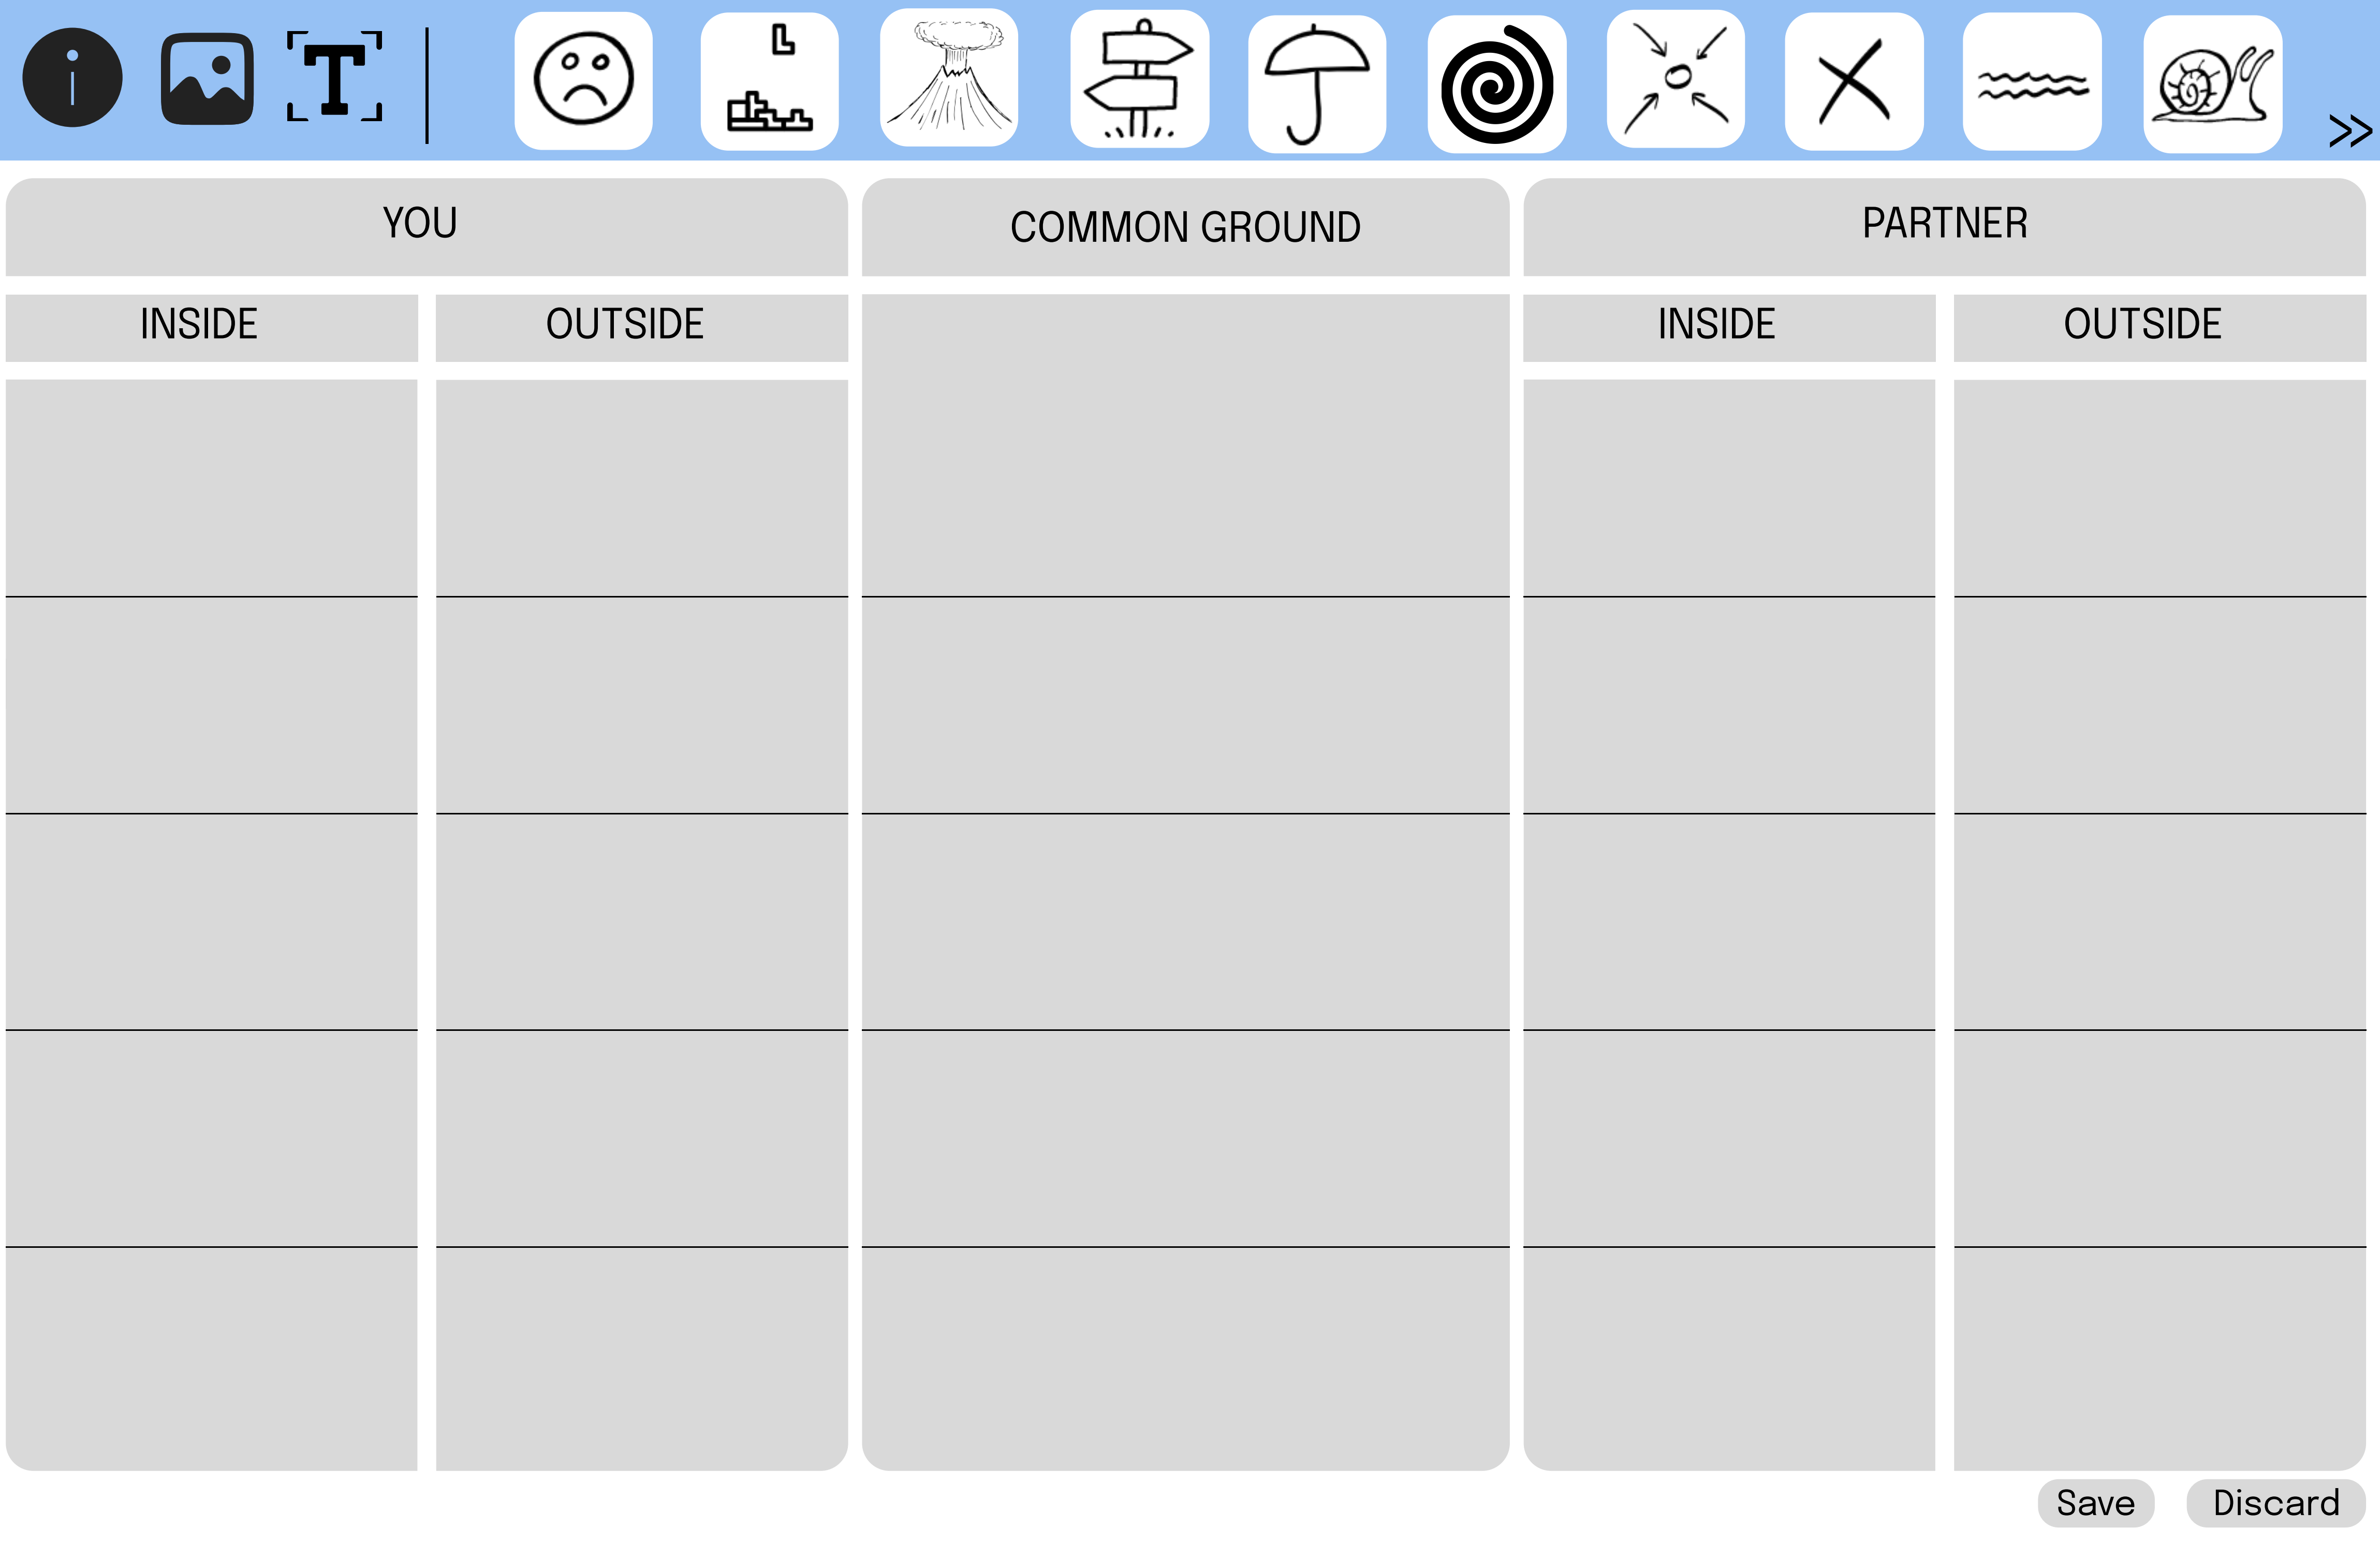 i
T
YOU
COMMON GROUND
PARTNER
INSIDE
OUTSIDE
INSIDE
OUTSIDE
Save
Discard